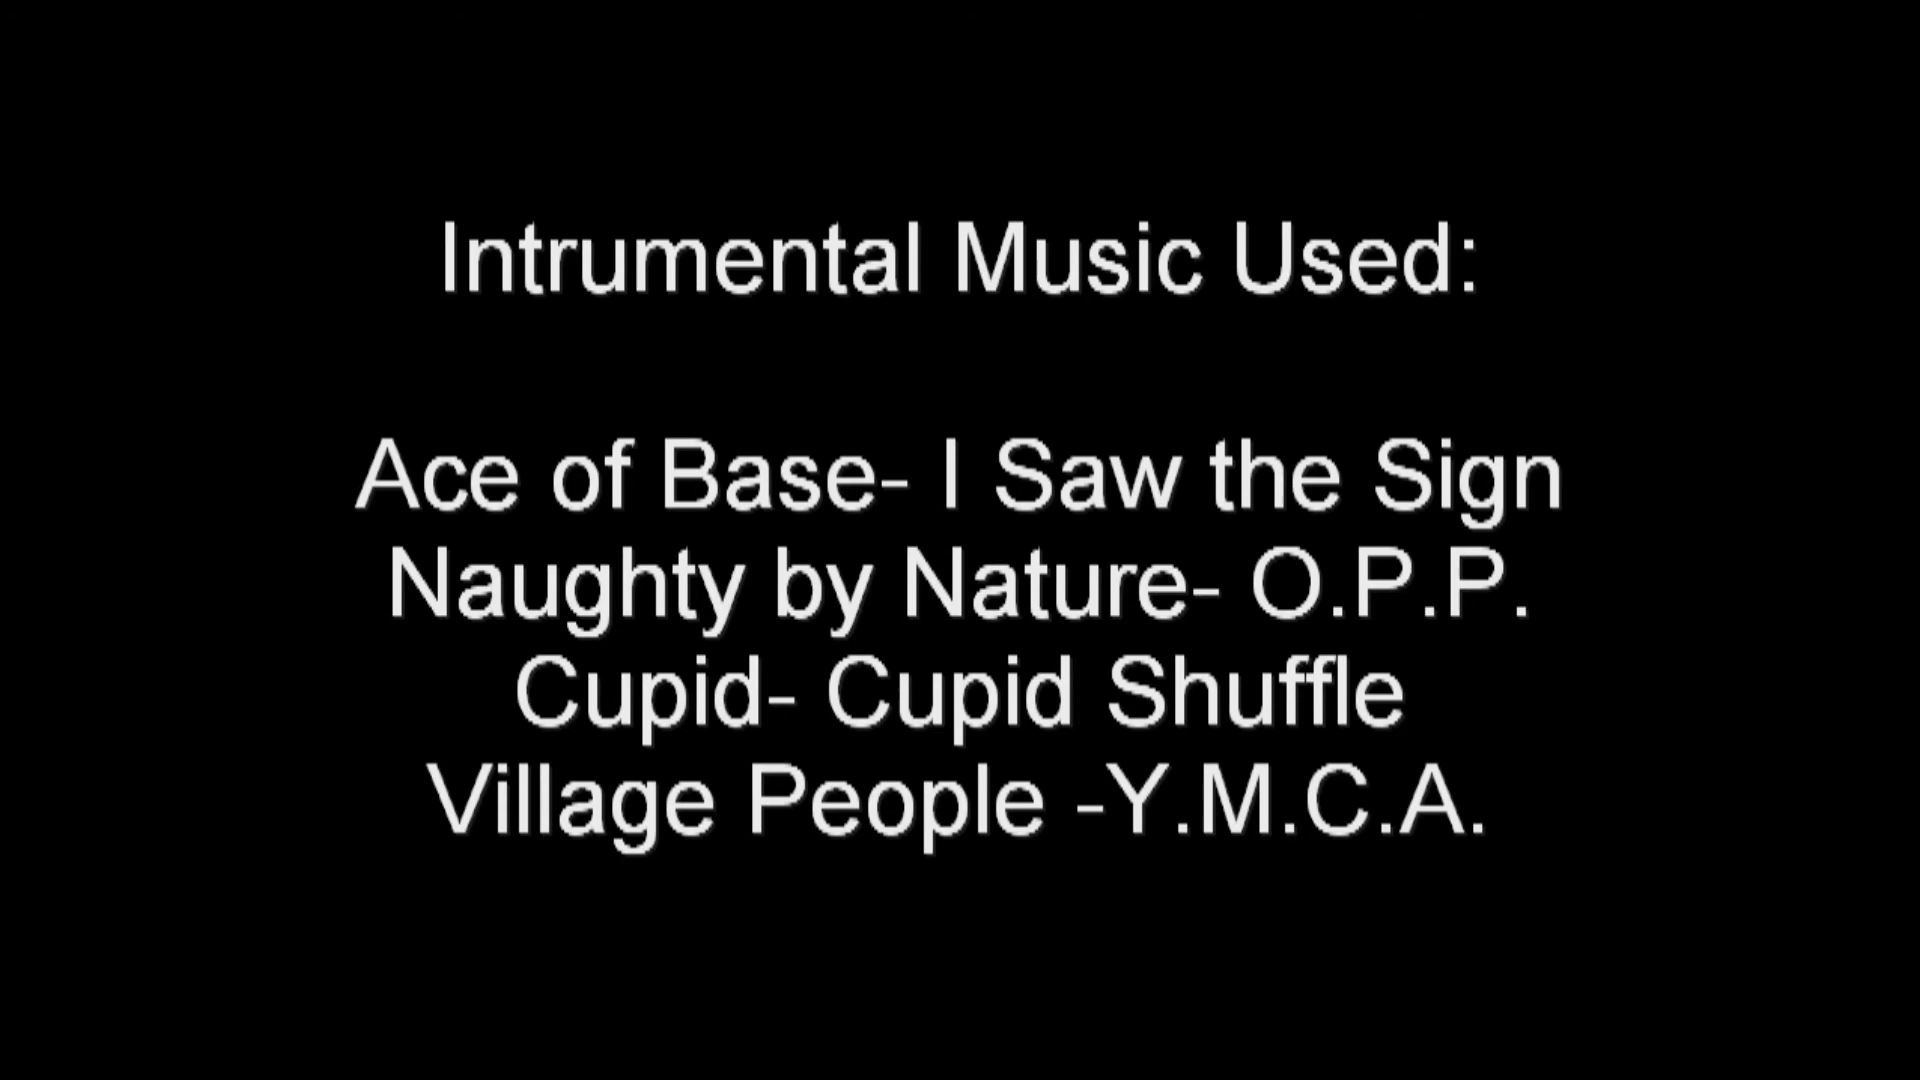 Intrumental Music Used:
Ace of Base- I Saw the Sign
Naughty by Nature- O.P.P.
Cupid- Cupid Shuffle
Village People -Y.M.C.A.